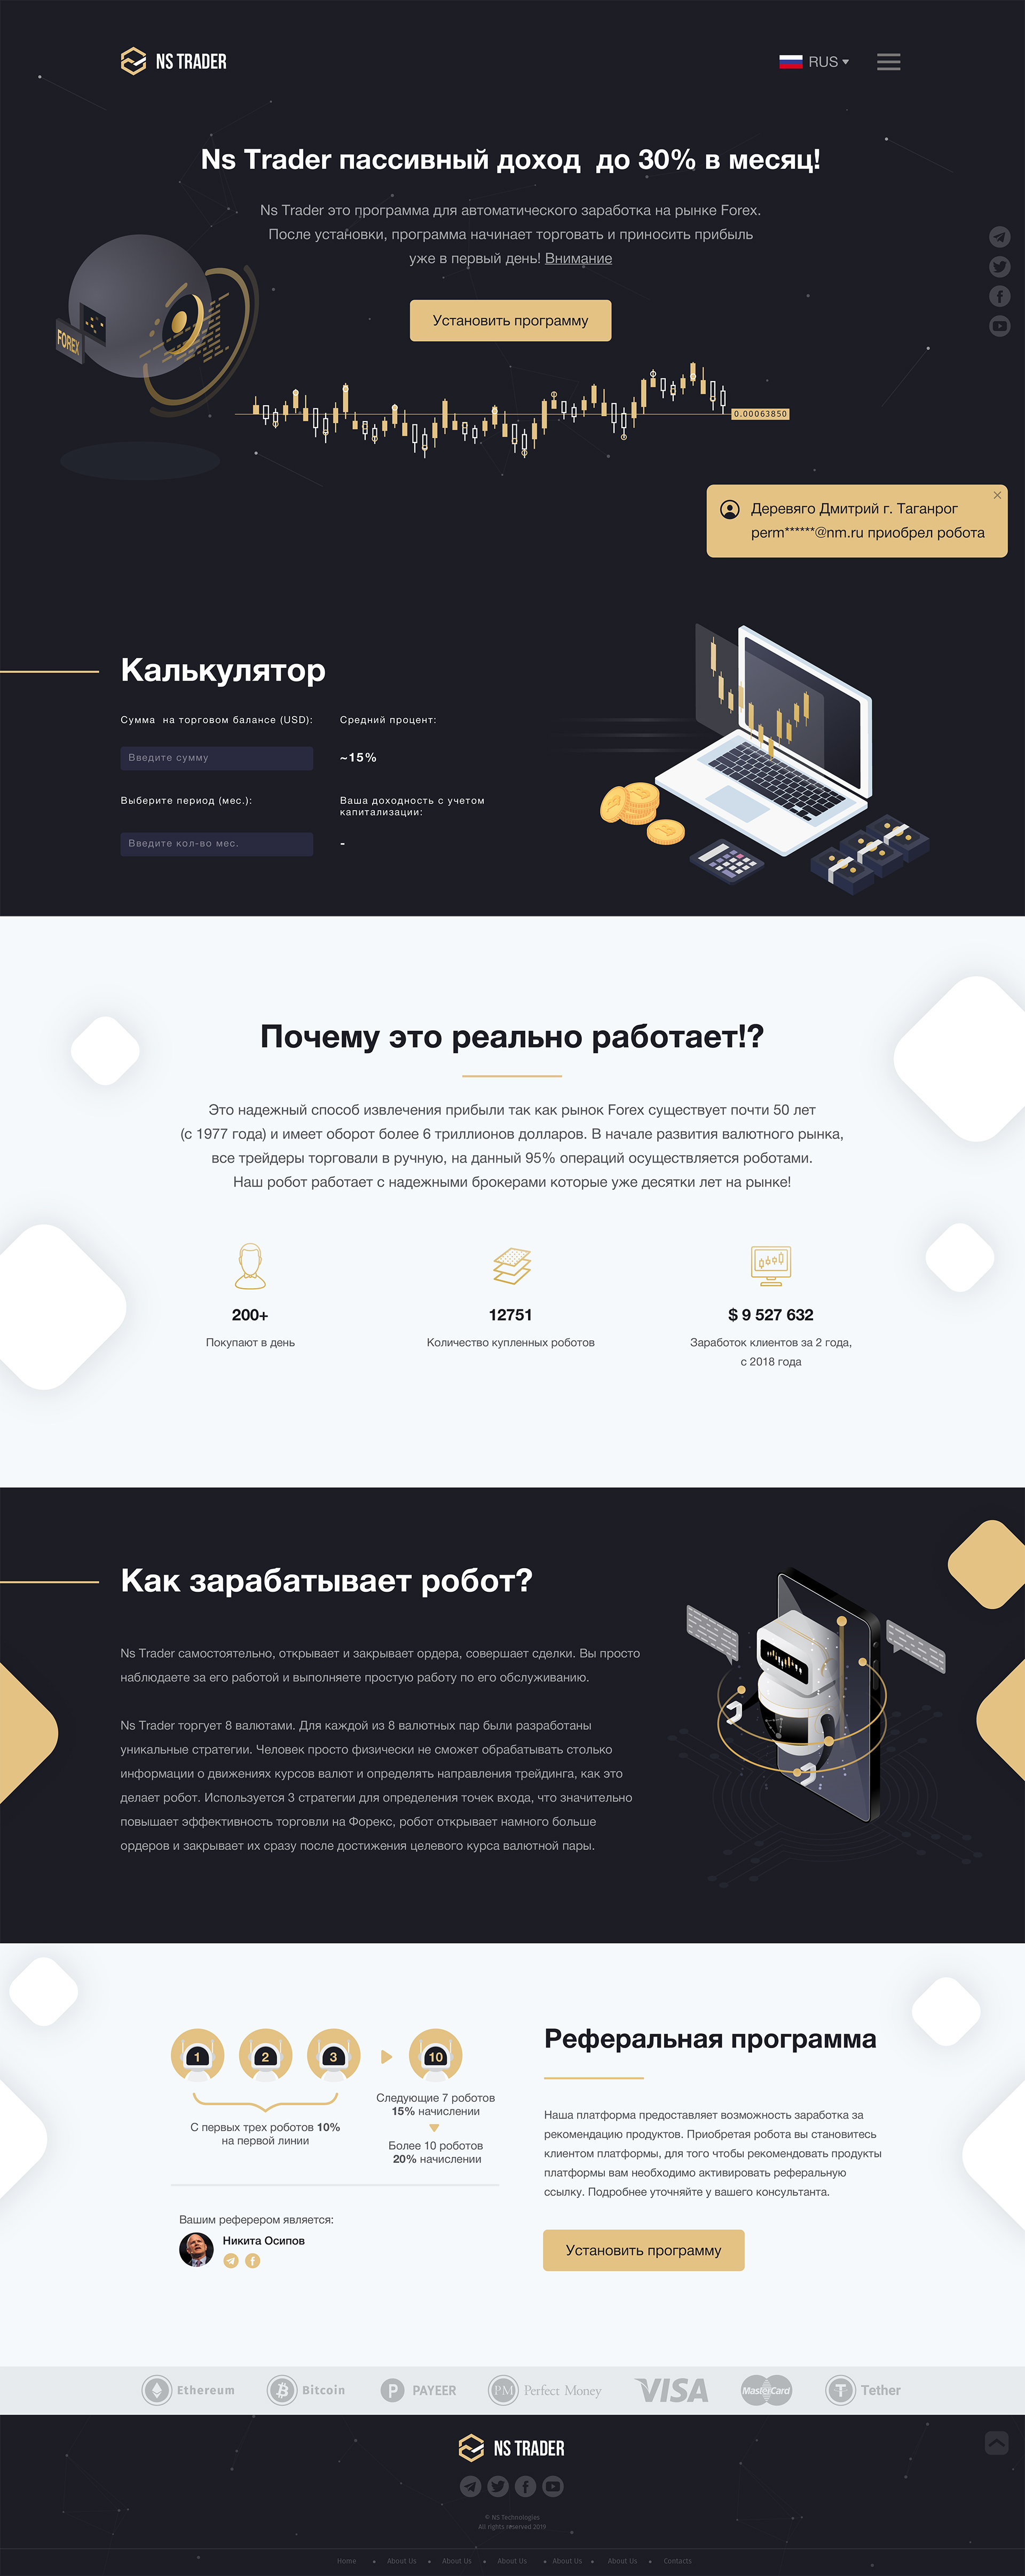 NS TRADER
RUS
Ns Trader пассивный доход до 30% в месяц!
Ns Trader это программа для автоматического заработка на рынке Forex.
После установки, программа начинает торговать и приносить прибыль
уже в первый день! Внимание
Установить программу
FOREX
0.00063850
Деревяго Дмитрий г. Таганрог
perm******@nm.ru приобрел робота
Калькулятор
Сумма на торговом балансе (USD):
Средний процент:
Введите сумму
~15%
Выберите период (мес.):
Ваша доходность с учетом
капитализации:
Введите кол-во мес.
-
Почему это реально работает!?
Это надежный способ извлечения прибыли так как рынок Forex существует почти 50 лет
(с 1977 года) и имеет оборот более 6 триллионов долларов. В начале развития валютного рынка,
все трейдеры торговали в ручную, на данный 95% операций осуществляется роботами.
Наш робот работает с надежными брокерами которые уже десятки лет на рынке!
200+
Покупают в день
12751
Количество купленных роботов
$ 9 527 632
Заработок клиентов за 2 года,
с 2018 года
Как зарабатывает робот?
Ns Trader самостоятельно, открывает и закрывает ордера, совершает сделки. Вы просто
наблюдаете за его работой и выполняете простую работу по его обслуживанию.
Ns Trader торгует 8 валютами. Для каждой из 8 валютных пар были разработаны
уникальные стратегии. Человек просто физически не сможет обрабатывать столько
информации о движениях курсов валют и определять направления трейдинга, как это
делает робот. Используется 3 стратегии для определения точек входа, что значительно
повышает эффективность торговли на Форекс, робот открывает намного больше
ордеров и закрывает их сразу после достижения целевого курса валютной пары.
1
2
3
10
С первых трех роботов 10%
на первой линии
Следующие 7 роботов
15% начислении
Более 10 роботов
20% начислении
Вашим реферером является:
Никита Осипов
Реферальная программа
Наша платформа предоставляет возможность заработка за
рекомендацию продуктов. Приобретая робота вы становитесь
клиентом платформы, для того чтобы рекомендовать продукты
платформы вам необходимо активировать реферальную
ссылку. Подробнее уточняйте у вашего консультанта.
Установить программу
Ethereum
Bitcoin
P PAYEER
PM Perfect Money
VISA
MasterCard
Tether
NS TRADER
© NS Technologies
All rights reserved 2019
Home • About Us • About Us • About Us • About Us • About Us • Contacts